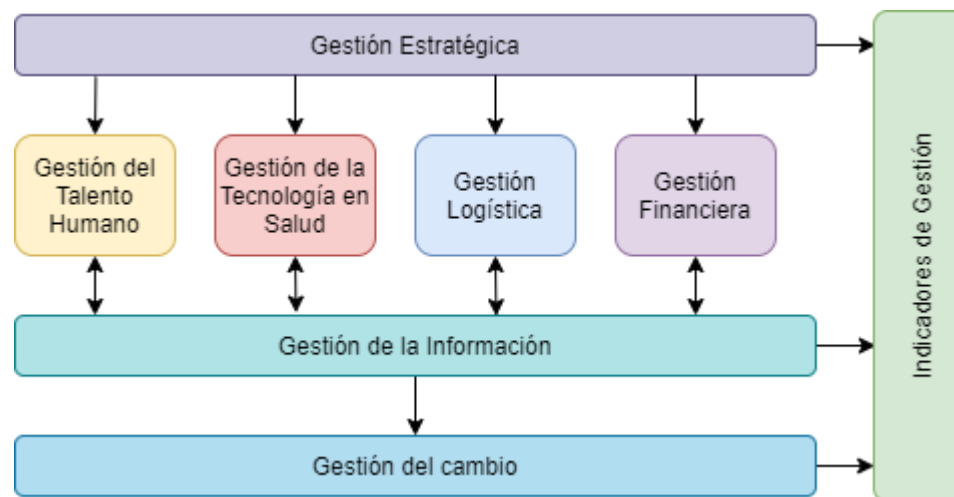 Gestión Estratégica
Gestión del
Talento
Humano
Gestión de la
Tecnología en
Salud
Gestión
Logística
Gestión
Financiera
Gestión de la Información
Gestión del cambio
Indicadores de Gestión